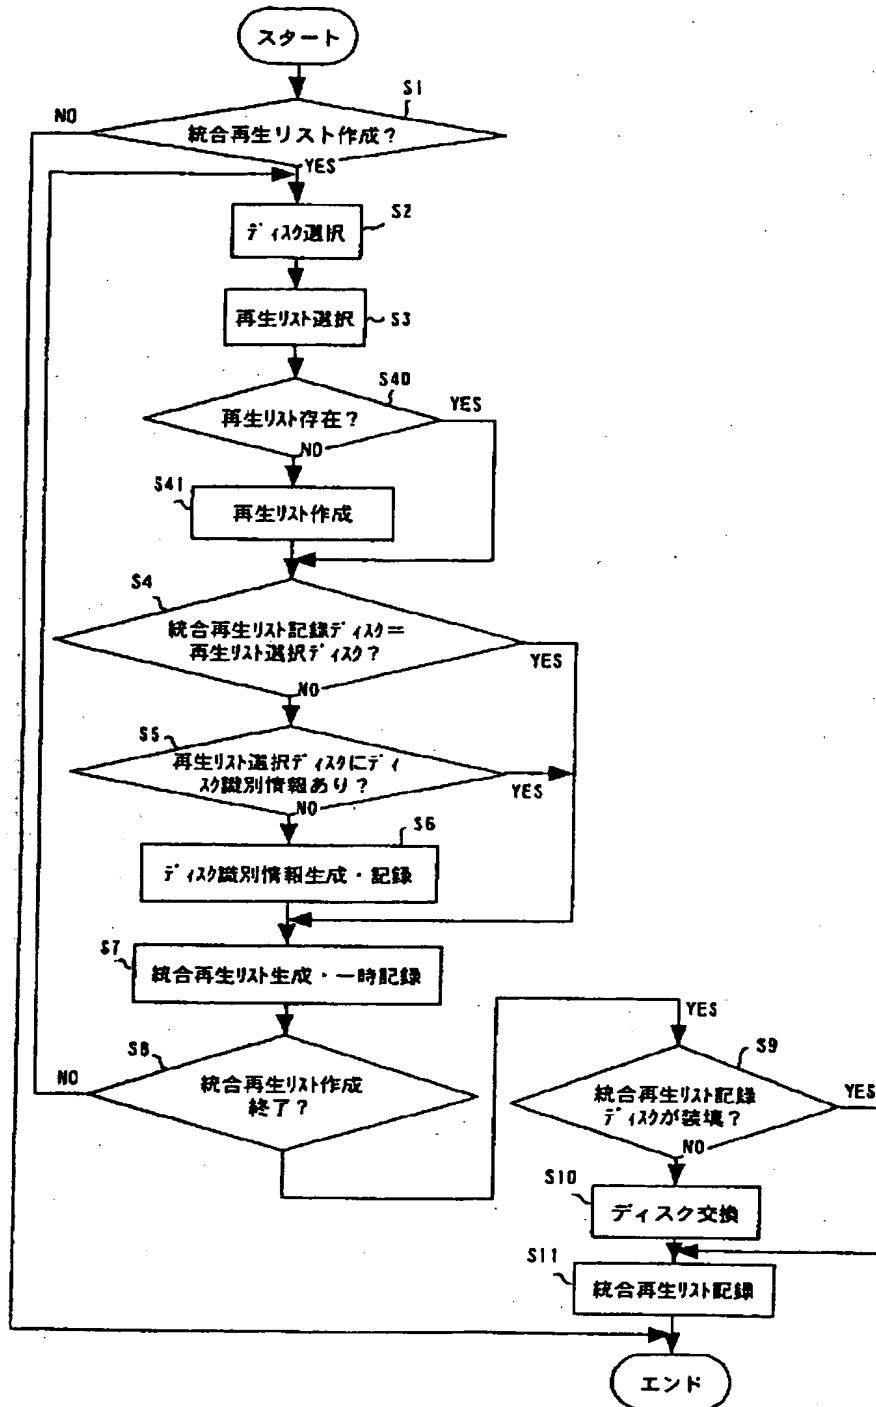 スタート
S1
NO
統合再生リスト作成？
YES
S2
ディスク選択
再生リスト選択
S3
S40
再生リスト存在？
YES
NO
S41
再生リスト作成
S4
統合再生リスト記録ディスク＝
再生リスト選択ディスク？
YES
NO
S5
再生リスト選択ディスクにディ
スク識別情報あり？
YES
NO
S6
ディスク識別情報生成・記録
S7
統合再生リスト生成・一時記録
S8
NO
統合再生リスト作成
終了？
YES
S9
統合再生リスト記録
ディスクが装填？
YES
NO
S10
ディスク交換
S11
統合再生リスト記録
エンド